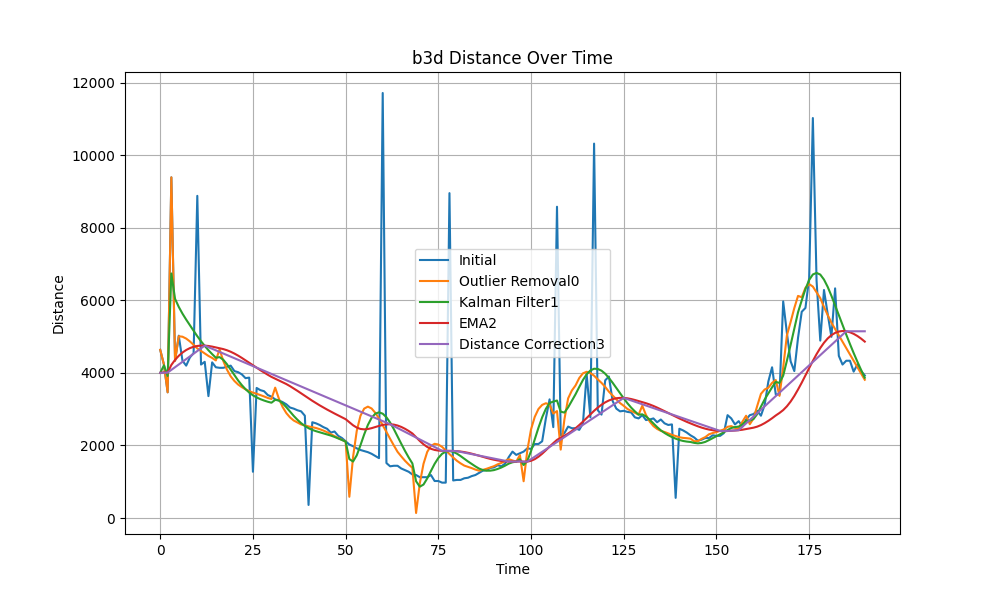 b3d Distance Over Time
12000
10000
8000
6000
4000
2000
0
Distance
Initial
Outlier Removal0
Kalman Filter1
EMA2
Distance Correction3
0 25 50 75 100 125 150 175
Time